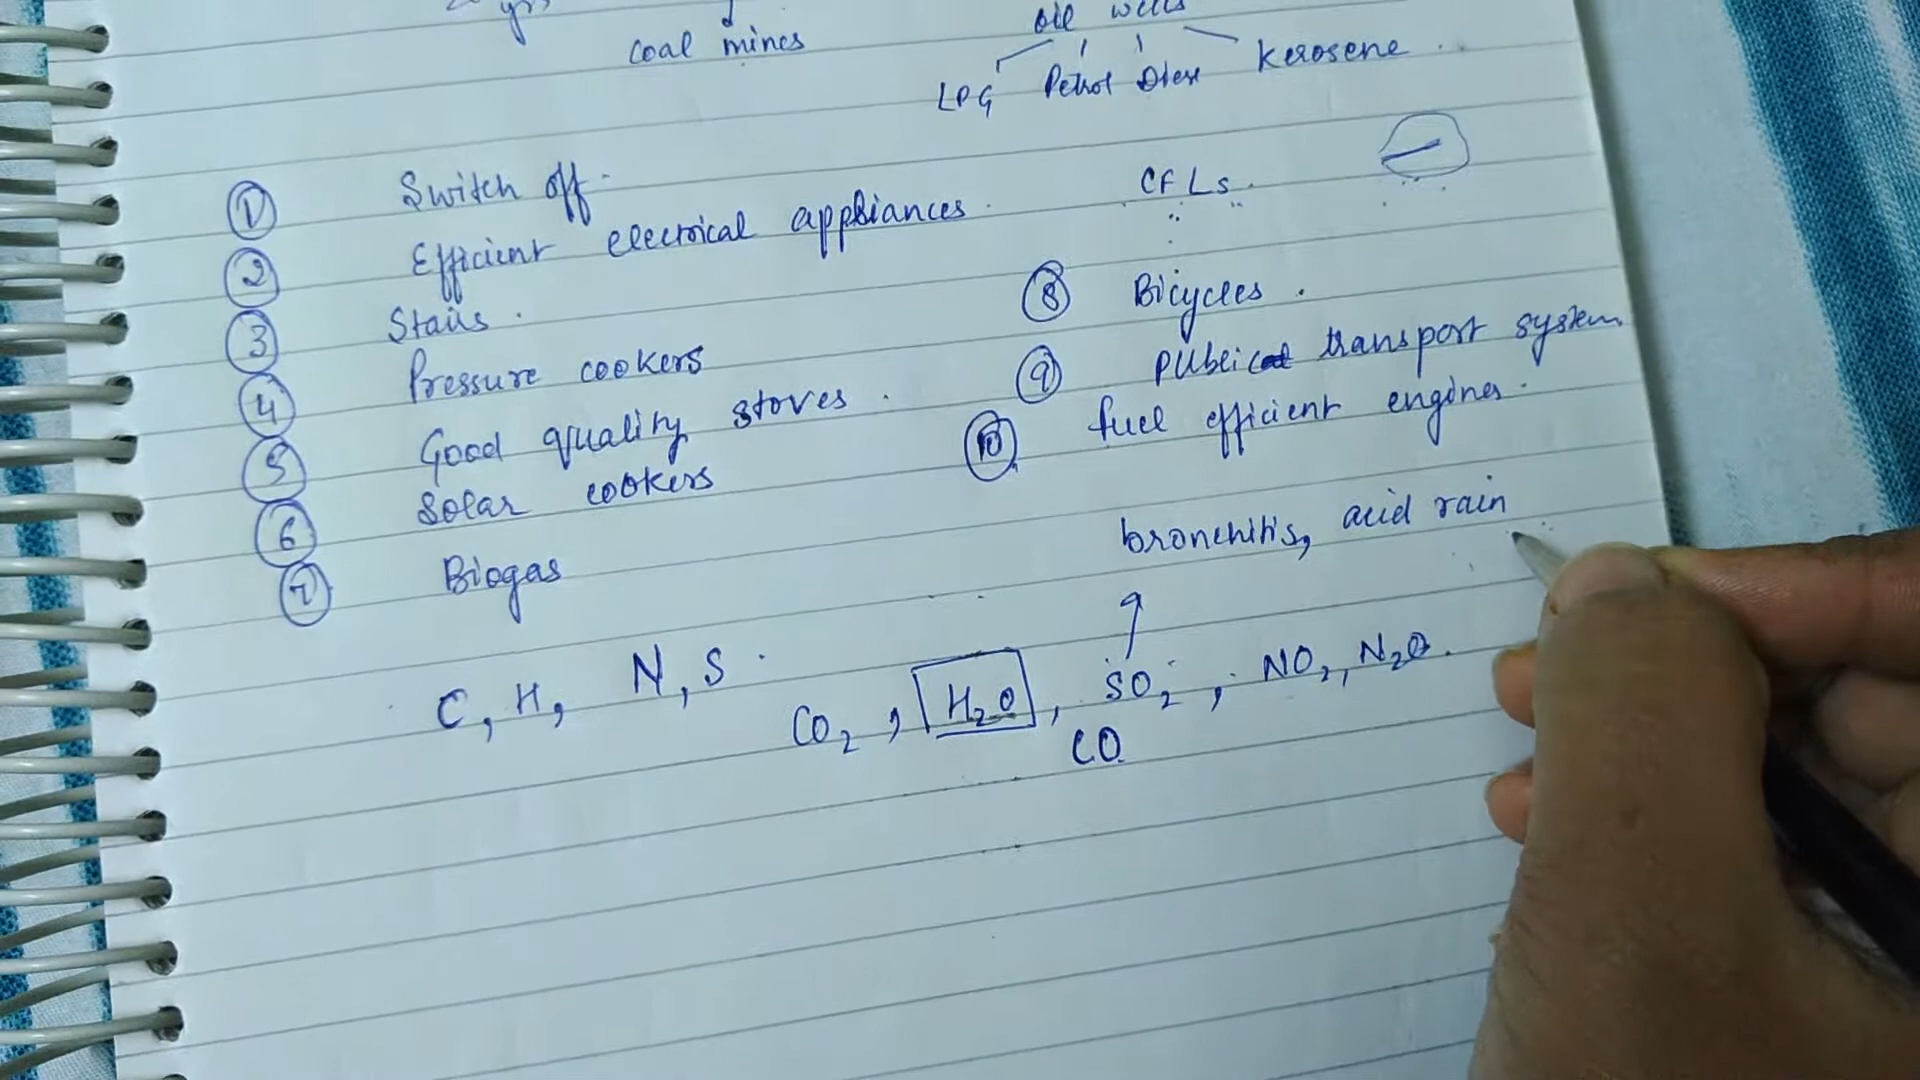 yrs
coal mines
oil wells
LPG Petrol Diesel Kerosene
① Switch off.
② Efficient electrical appliances. CFLs.
③ Stairs.
④ Pressure cookers
⑤ Good quality stoves.
⑥ Solar cookers
⑦ Biogas
⑧ Bicycles.
⑨ Public transport system
⑩ fuel efficient engines.
bronchitis, acid rain
C, H, N, S.
CO₂, H₂O, SO₂, NO₂, N₂O.
CO